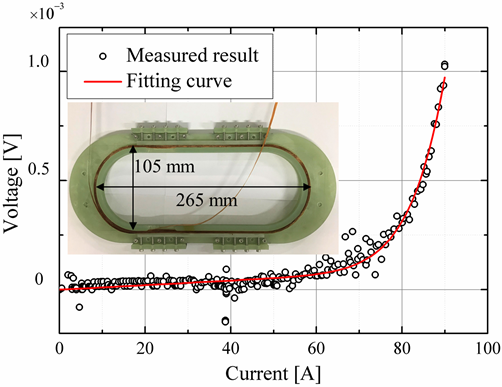 ×10⁻³
1.0
0.5
0
Voltage [V]
Measured result
Fitting curve
105 mm
265 mm
0 20 40 60 80 100
Current [A]